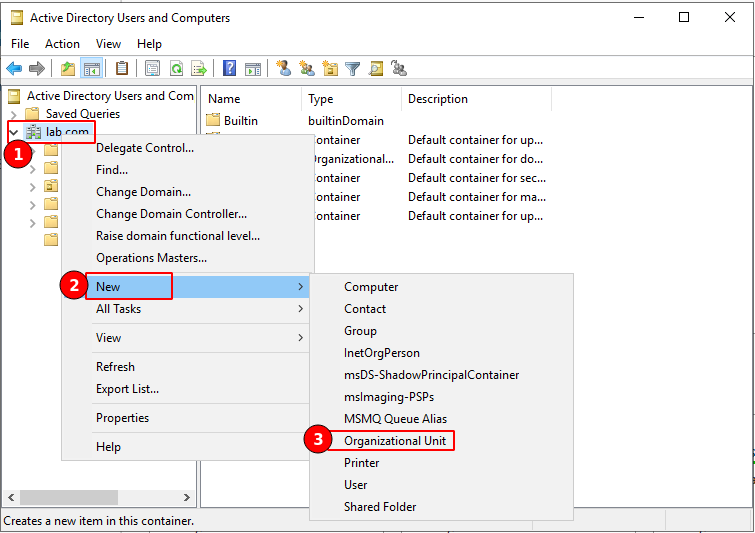 Active Directory Users and Computers
File Action View Help
Active Directory Users and Com
Saved Queries
lab.com
1
Name Type Description
Builtin builtinDomain
Container Default container for up...
Organizational... Default container for do...
Container Default container for sec...
Container Default container for ma...
Container Default container for up...
Delegate Control...
Find...
Change Domain...
Change Domain Controller...
Raise domain functional level...
Operations Masters...
2 New
All Tasks
View
Refresh
Export List...
Properties
Help
Computer
Contact
Group
InetOrgPerson
msDS-ShadowPrincipalContainer
msImaging-PSPs
MSMQ Queue Alias
3 Organizational Unit
Printer
User
Shared Folder
Creates a new item in this container.